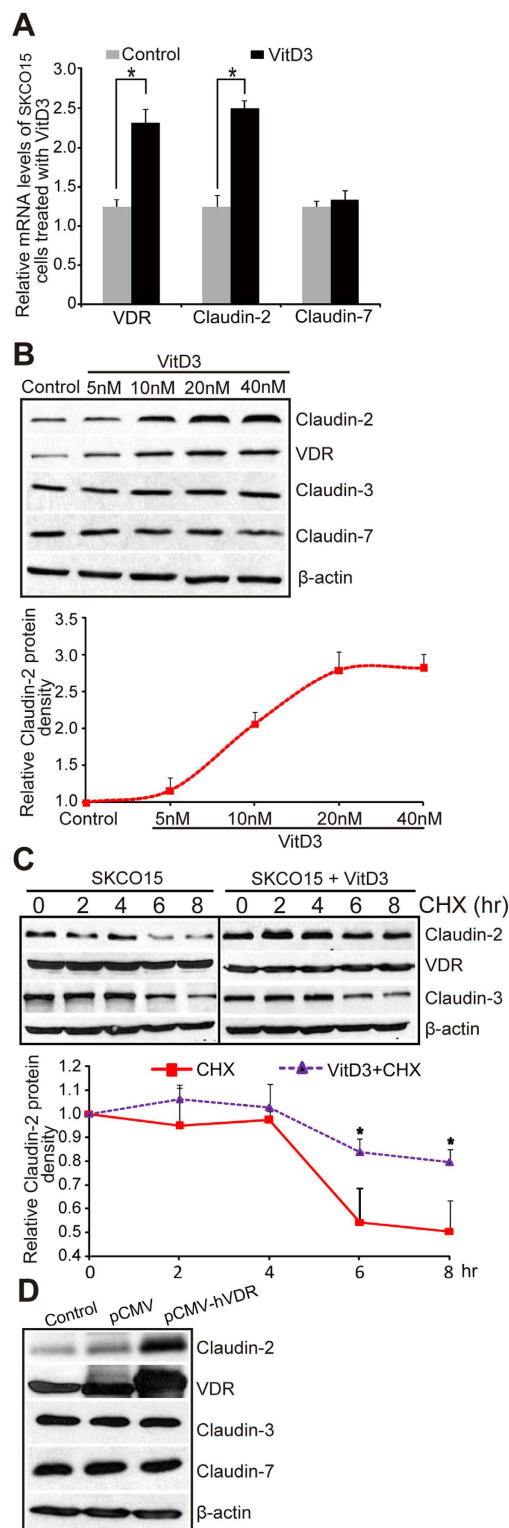 A
Control VitD3
Relative mRNA levels of SKCO15
cells treated with VitD3
3.0
2.5
2.0
1.5
1.0
0.5
0
VDR Claudin-2 Claudin-7
* *
B
VitD3
Control 5nM 10nM 20nM 40nM
Claudin-2
VDR
Claudin-3
Claudin-7
β-actin
Relative Claudin-2 protein
density
3.5
3.0
2.5
2.0
1.5
1.0
Control 5nM 10nM 20nM 40nM
VitD3
C
SKCO15 SKCO15 + VitD3
0 2 4 6 8 0 2 4 6 8 CHX (hr)
Claudin-2
VDR
Claudin-3
β-actin
CHX VitD3+CHX
Relative Claudin-2 protein
density
1.2
1.0
0.9
0.8
0.7
0.6
0.5
0.4
* *
0 2 4 6 8 hr
D
Control pCMV pCMV-hVDR
Claudin-2
VDR
Claudin-3
Claudin-7
β-actin